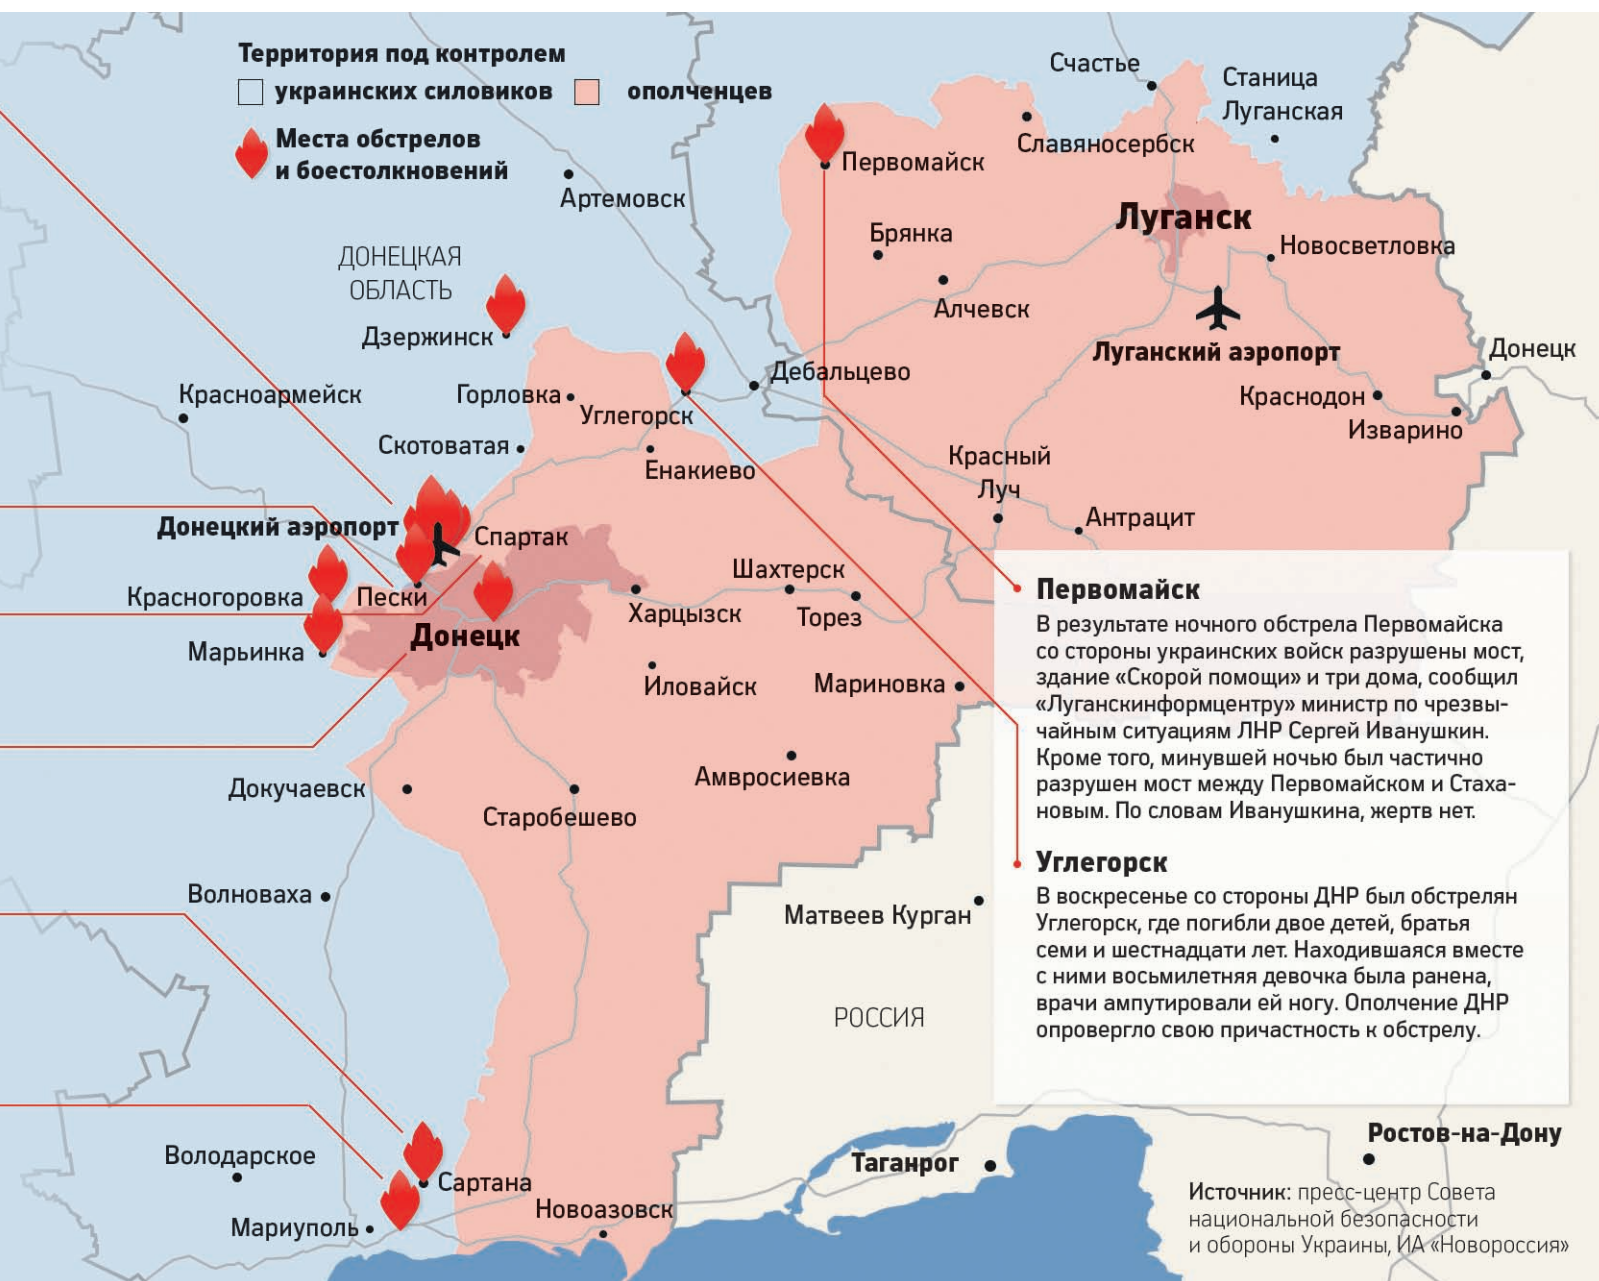 Территория под контролем
украинских силовиков
ополченцев
Места обстрелов
и боестолкновений
Счастье
Станица
Луганская
Славяносербск
Первомайск
Артемовск
Луганск
Брянка
Новосветловка
ДОНЕЦКАЯ
ОБЛАСТЬ
Алчевск
Дзержинск
Луганский аэропорт
Донецк
Дебальцево
Красноармейск
Горловка
Углегорск
Краснодон
Изварино
Скотоватая
Енакиево
Красный
Луч
Антрацит
Донецкий аэропорт
Спартак
Шахтерск
Красногоровка
Пески
Харцызск
Торез
Донецк
Марьинка
Иловайск
Мариновка
Амвросиевка
Докучаевск
Старобешево
Волноваха
Матвеев Курган
РОССИЯ
Первомайск
В результате ночного обстрела Первомайска
со стороны украинских войск разрушены мост,
здание «Скорой помощи» и три дома, сообщил
«Луганскинформцентру» министр по чрезвы-
чайным ситуациям ЛНР Сергей Иванушкин.
Кроме того, минувшей ночью был частично
разрушен мост между Первомайском и Стаха-
новым. По словам Иванушкина, жертв нет.
Углегорск
В воскресенье со стороны ДНР был обстрелян
Углегорск, где погибли двое детей, братья
семи и шестнадцати лет. Находившаяся вместе
с ними восьмилетняя девочка была ранена,
врачи ампутировали ей ногу. Ополчение ДНР
опровергло свою причастность к обстрелу.
Володарское
Сартана
Мариуполь
Новоазовск
Таганрог
Ростов-на-Дону
Источник: пресс-центр Совета
национальной безопасности
и обороны Украины, ИА «Новороссия»